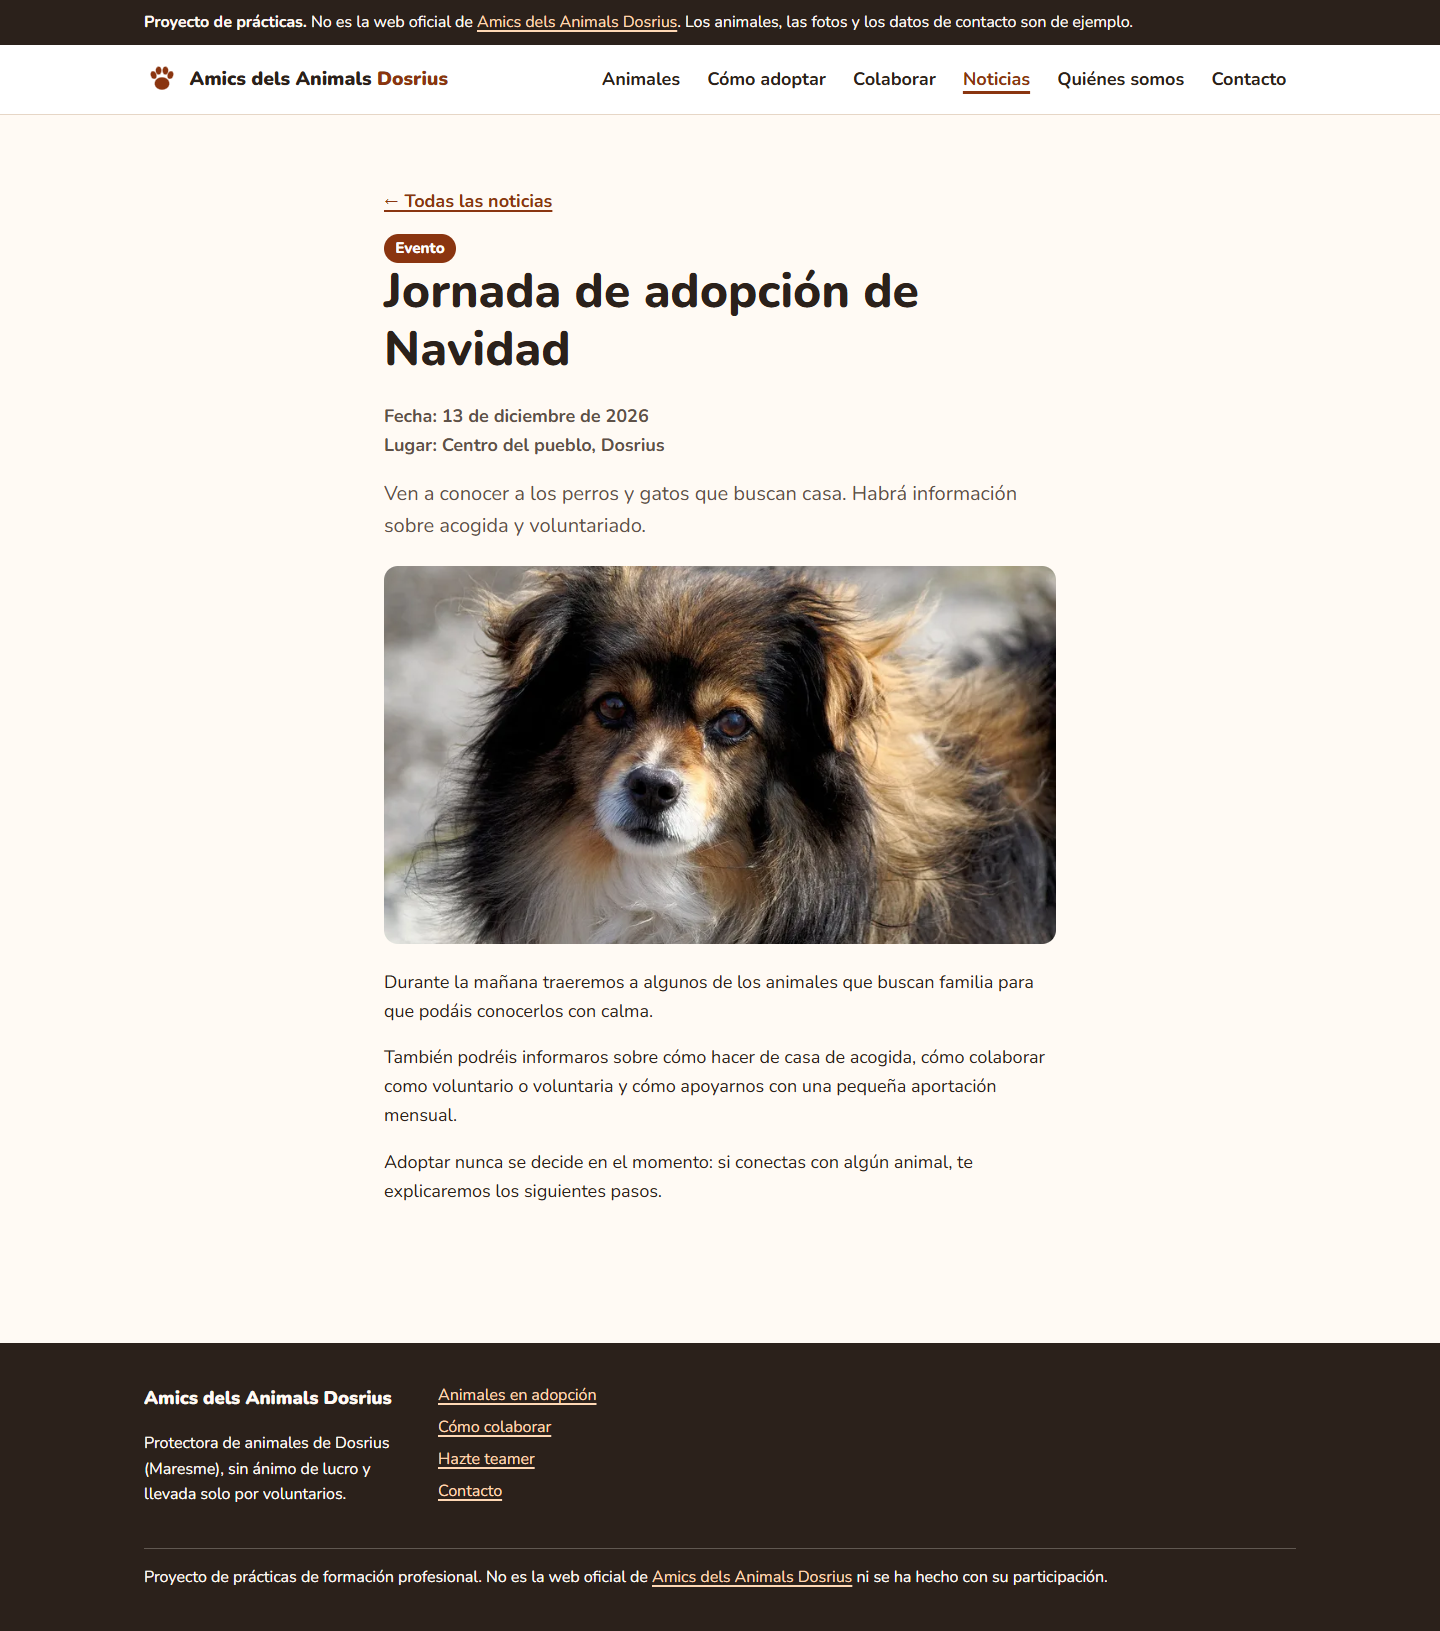 Proyecto de prácticas. No es la web oficial de Amics dels Animals Dosrius. Los animales, las fotos y los datos de contacto son de ejemplo.
Amics dels Animals Dosrius
Animales Cómo adoptar Colaborar Noticias Quiénes somos Contacto
← Todas las noticias
Evento
Jornada de adopción de
Navidad
Fecha: 13 de diciembre de 2026
Lugar: Centro del pueblo, Dosrius
Ven a conocer a los perros y gatos que buscan casa. Habrá información
sobre acogida y voluntariado.
Durante la mañana traeremos a algunos de los animales que buscan familia para
que podáis conocerlos con calma.
También podréis informaros sobre cómo hacer de casa de acogida, cómo colaborar
como voluntario o voluntaria y cómo apoyarnos con una pequeña aportación
mensual.
Adoptar nunca se decide en el momento: si conectas con algún animal, te
explicaremos los siguientes pasos.
Amics dels Animals Dosrius
Protectora de animales de Dosrius
(Maresme), sin ánimo de lucro y
llevada solo por voluntarios.
Animales en adopción
Cómo colaborar
Hazte teamer
Contacto
Proyecto de prácticas de formación profesional. No es la web oficial de Amics dels Animals Dosrius ni se ha hecho con su participación.